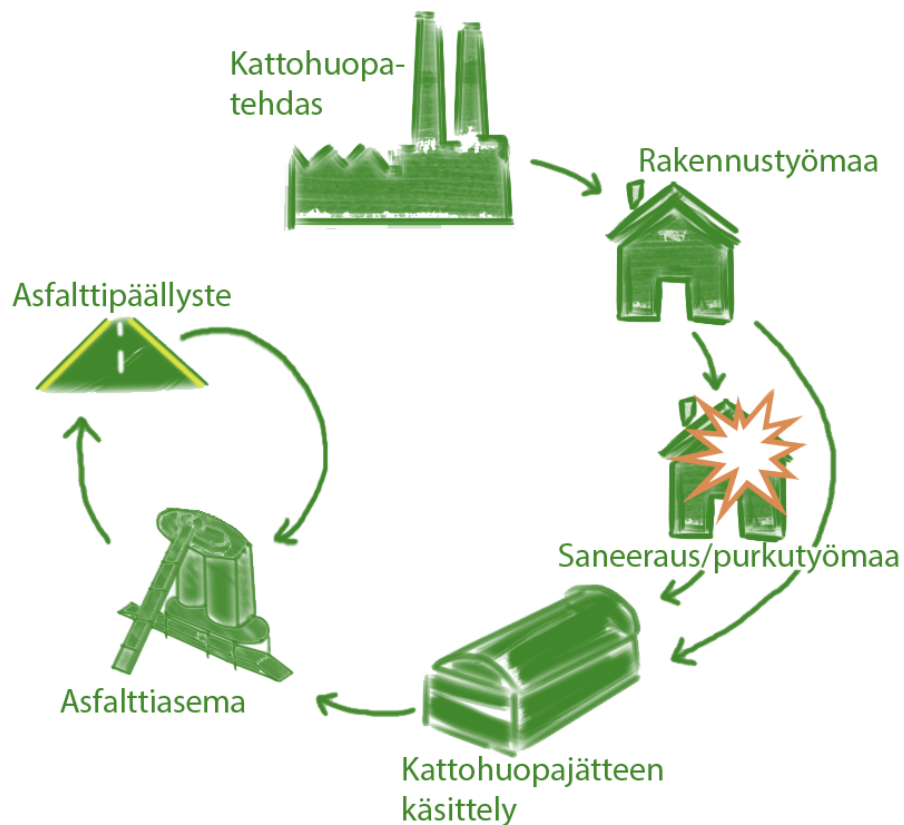 Kattohuopa-
tehdas
Rakennustyömaa
Asfalttipäällyste
Saneeraus/purkutyömaa
Asfalttiasema
Kattohuopajätteen
käsittely